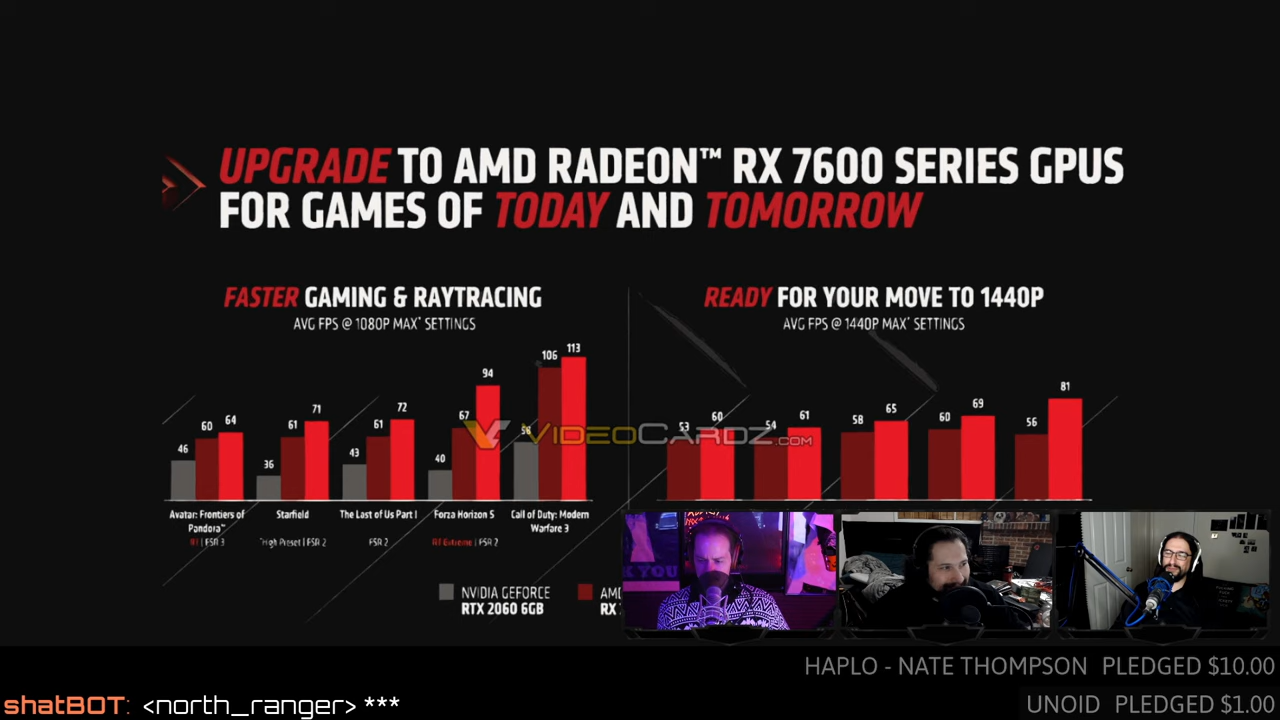 UPGRADE TO AMD RADEON™ RX 7600 SERIES GPUS
FOR GAMES OF TODAY AND TOMORROW
FASTER GAMING & RAYTRACING
AVG FPS @ 1080P MAX* SETTINGS
46 60 64
36 61 71
43 61 72
40 67 94
58 106 113
Avatar: Frontiers of
Pandora™
RT | FSR 3
Starfield
*High Preset | FSR 2
The Last of Us Part I
FSR 2
Forza Horizon 5
RT Extreme | FSR 2
Call of Duty: Modern
Warfare 3
NVIDIA GEFORCE
RTX 2060 6GB
AMD
RX 7
READY FOR YOUR MOVE TO 1440P
AVG FPS @ 1440P MAX* SETTINGS
53 60
54 61
58 65
60 69
56 81
VIDEOCARDZ.COM
HAPLO - NATE THOMPSON PLEDGED $10.00
shatBOT: <north_ranger> ***
UNOID PLEDGED $1.00